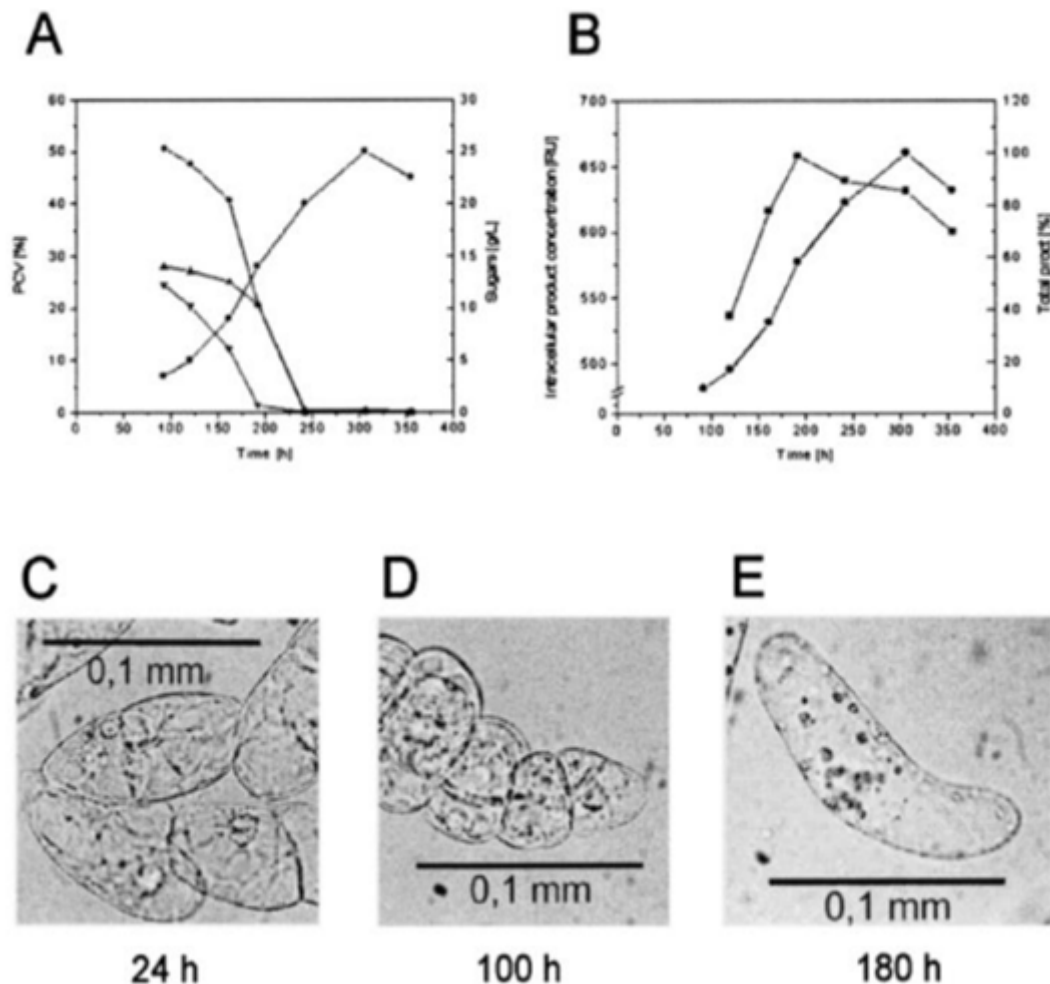 A
B
PCV [%]
60
50
40
30
20
10
0
Sugars [g/L]
30
25
20
15
10
5
0
0 50 100 150 200 250 300 350 400
Time [h]
Intracellular product concentration [RU]
700
650
600
550
500
0
Total prod [%]
120
100
80
60
40
20
0
0 50 100 150 200 250 300 350 400
Time [h]
C
D
E
0,1 mm
0,1 mm
0,1 mm
24 h
100 h
180 h